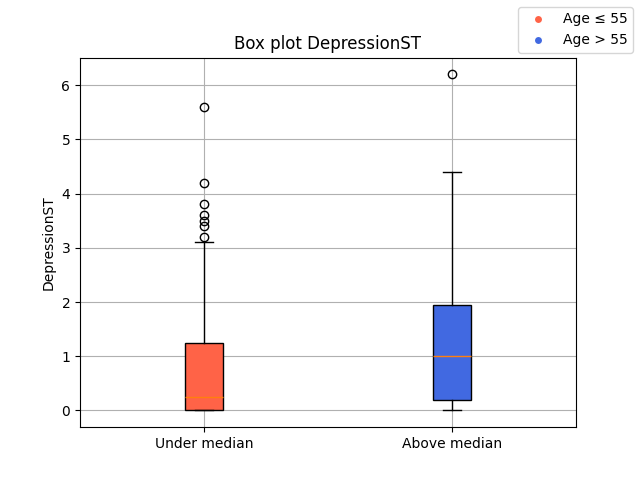 Age ≤ 55
Age > 55
Box plot DepressionST
6
5
4
3
2
1
0
DepressionST
Under median
Above median